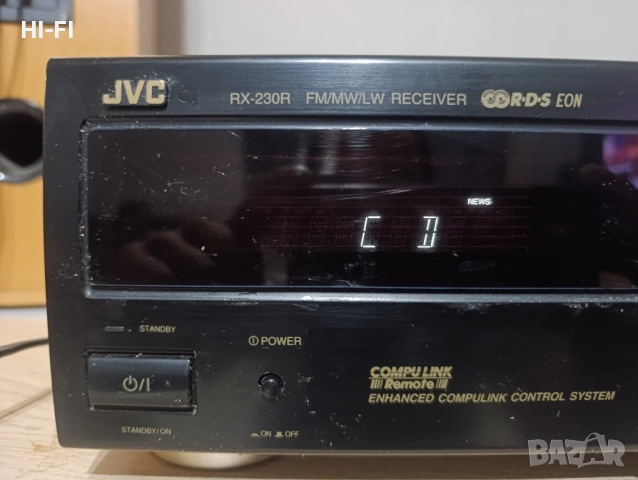 HI-FI
JVC
RX-230R FM/MW/LW RECEIVER R·D·S EON
NEWS
C D
STANDBY
POWER
COMPU LINK
Remote
ENHANCED COMPULINK CONTROL SYSTEM
STANDBY/ON
ON OFF
BAZAR